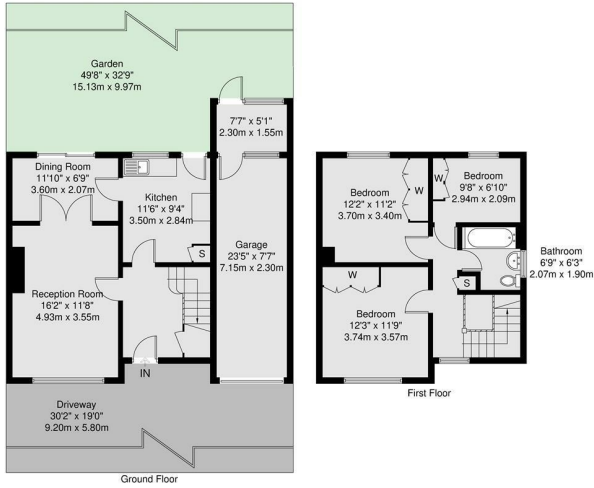 Garden
49'8" x 32'9"
15.13m x 9.97m
7'7" x 5'1"
2.30m x 1.55m
Dining Room
11'10" x 6'9"
3.60m x 2.07m
Kitchen
11'6" x 9'4"
3.50m x 2.84m
S
Garage
23'5" x 7'7"
7.15m x 2.30m
Reception Room
16'2" x 11'8"
4.93m x 3.55m
IN
Driveway
30'2" x 19'0"
9.20m x 5.80m
Ground Floor
Bedroom
12'2" x 11'2"
3.70m x 3.40m
W
W
Bedroom
9'8" x 6'10"
2.94m x 2.09m
Bathroom
6'9" x 6'3"
2.07m x 1.90m
W
S
Bedroom
12'3" x 11'9"
3.74m x 3.57m
First Floor